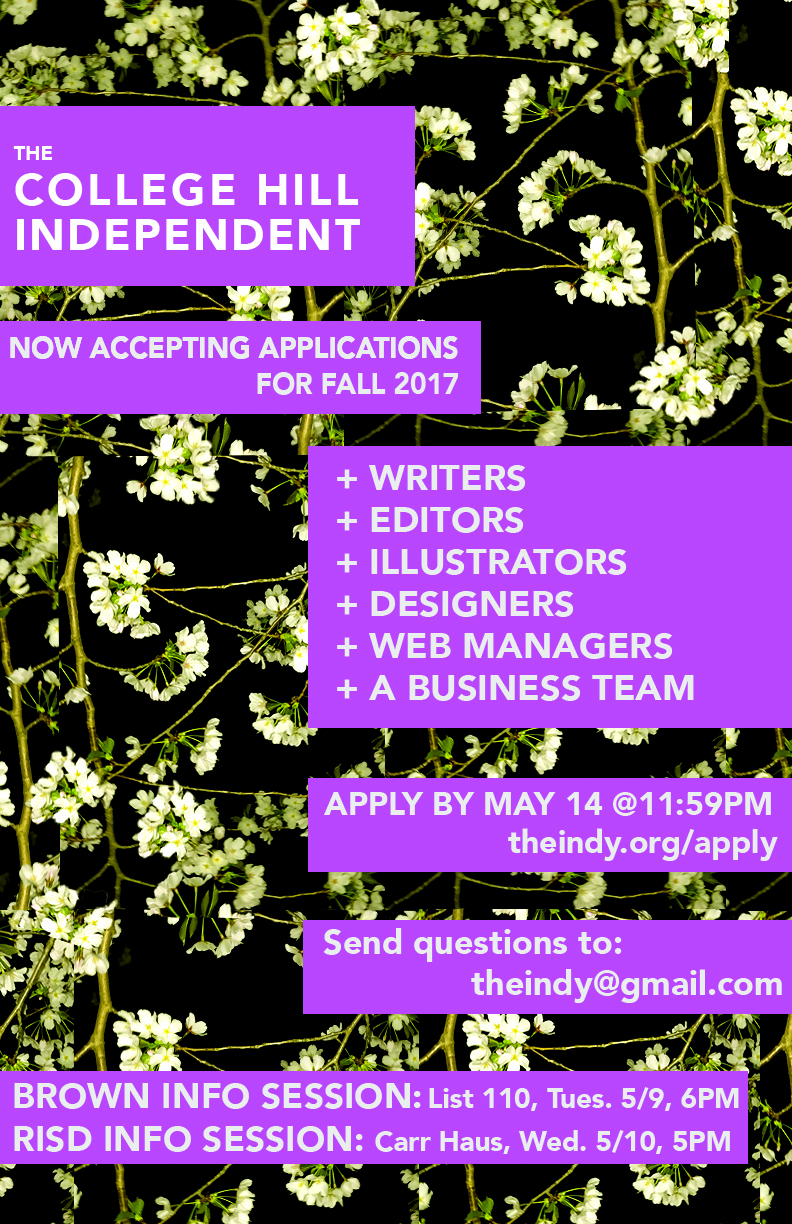 THE
COLLEGE HILL
INDEPENDENT
NOW ACCEPTING APPLICATIONS
FOR FALL 2017
+ WRITERS
+ EDITORS
+ ILLUSTRATORS
+ DESIGNERS
+ WEB MANAGERS
+ A BUSINESS TEAM
APPLY BY MAY 14 @11:59PM
theindy.org/apply
Send questions to:
theindy@gmail.com
BROWN INFO SESSION: List 110, Tues. 5/9, 6PM
RISD INFO SESSION: Carr Haus, Wed. 5/10, 5PM